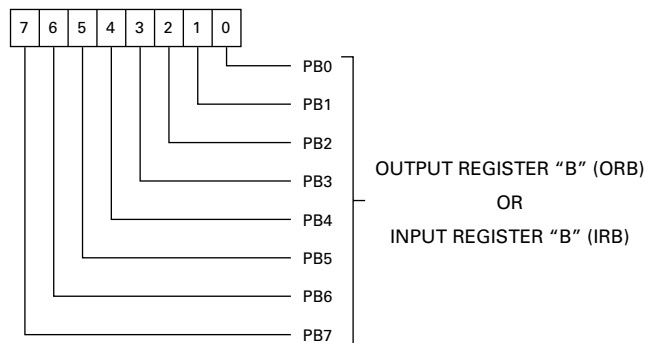 7 6 5 4 3 2 1 0
PB0
PB1
PB2
PB3
PB4
PB5
PB6
PB7
OUTPUT REGISTER “B” (ORB)
OR
INPUT REGISTER “B” (IRB)